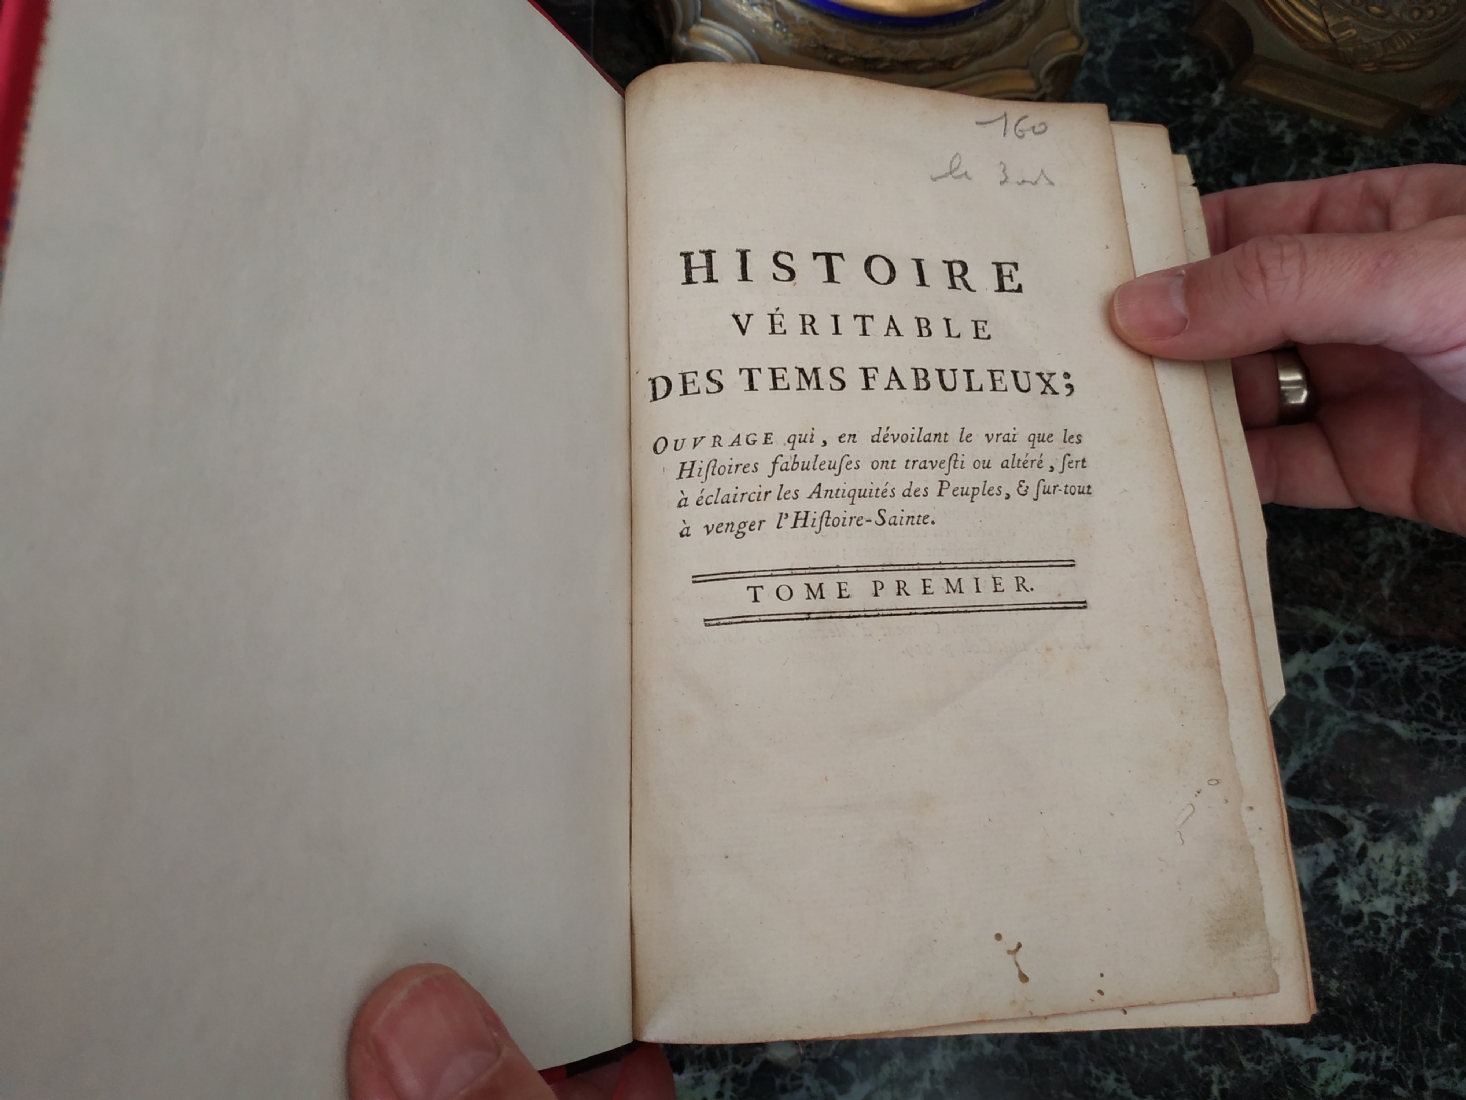 160
HISTOIRE
VÉRITABLE
DES TEMS FABULEUX;
OUVRAGE qui, en dévoilant le vrai que les
Hiſtoires fabuleuſes ont traveſti ou altéré, ſert
à éclaircir les Antiquités des Peuples, & ſur-tout
à venger l'Hiſtoire-Sainte.
TOME PREMIER.